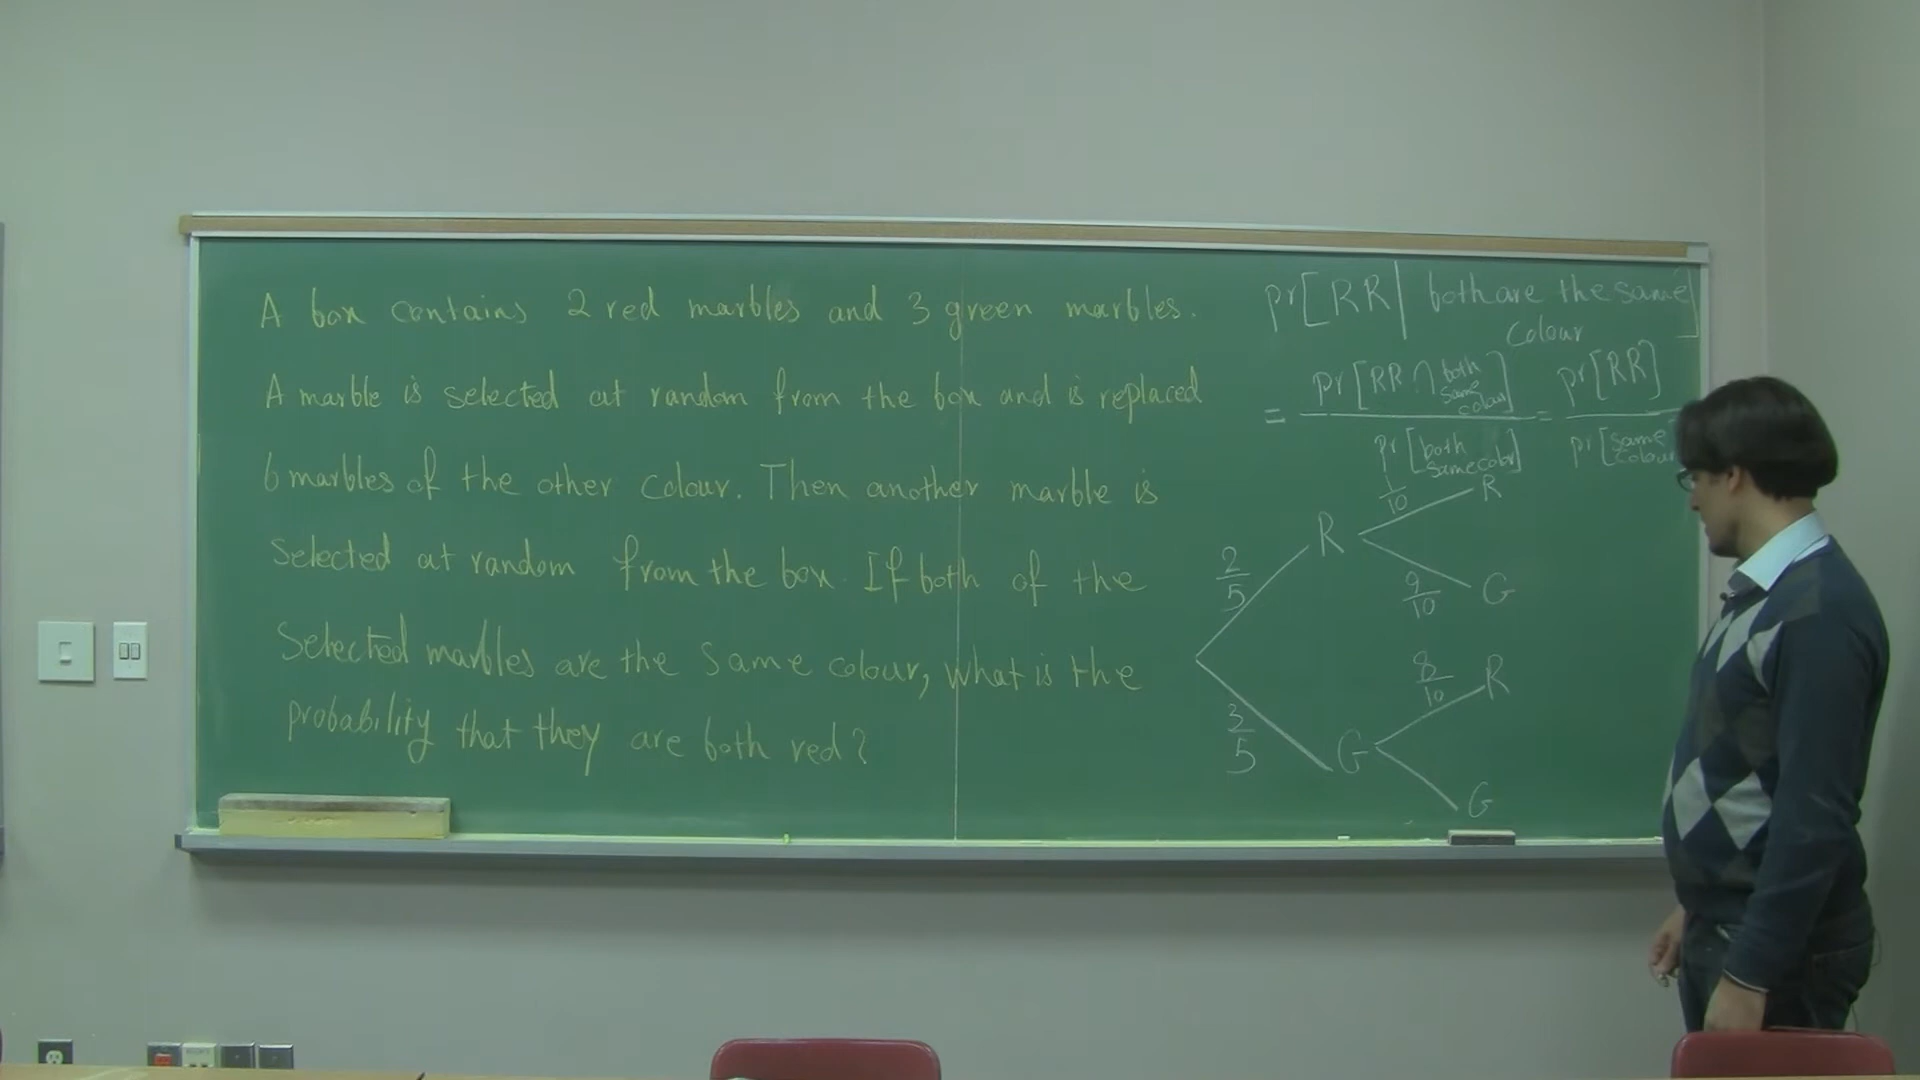 A box contains 2 red marbles and 3 green marbles.
A marble is selected at random from the box and is replaced
6 marbles of the other colour. Then another marble is
selected at random from the box. If both of the
Selected marbles are the same colour, what is the
probability that they are both red?
pr[RR| both are the same]
Colour
= pr[RR ∩ both same colour] / pr[both same color] = pr[RR] / pr[same colour
2/5 R 1/10 R
9/10 G
3/5 G 8/10 R
G